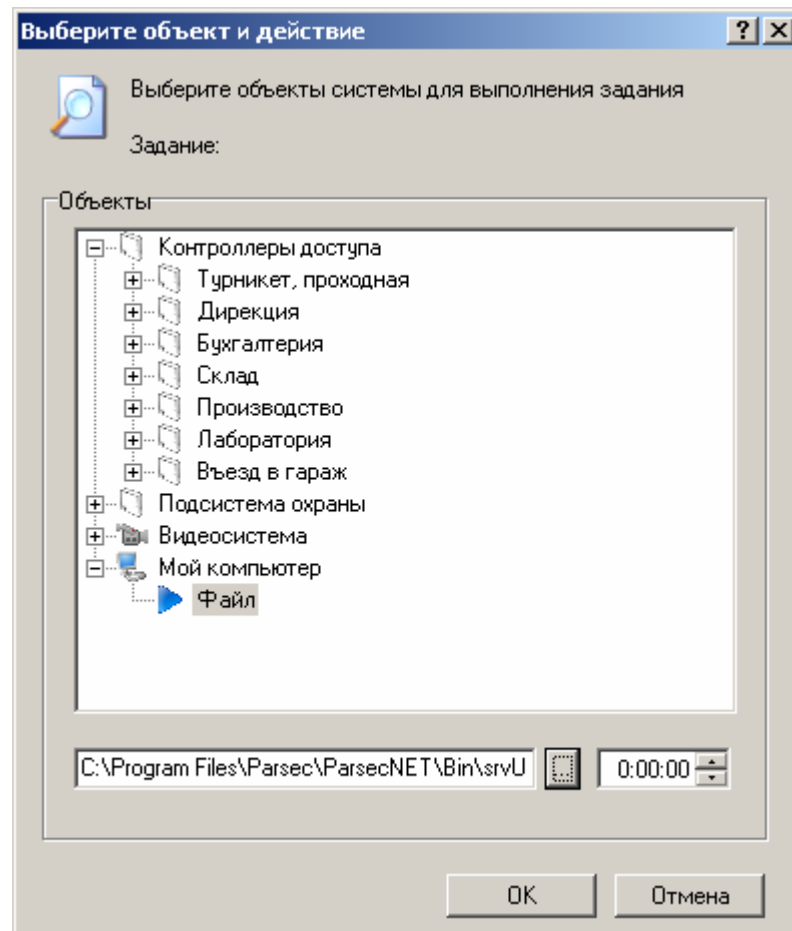 Выберите объект и действие
Выберите объекты системы для выполнения задания
Задание:
Объекты
Контроллеры доступа
Турникет, проходная
Дирекция
Бухгалтерия
Склад
Производство
Лаборатория
Въезд в гараж
Подсистема охраны
Видеосистема
Мой компьютер
Файл
C:\Program Files\Parsec\ParsecNET\Bin\srvU ... 0:00:00
OK Отмена